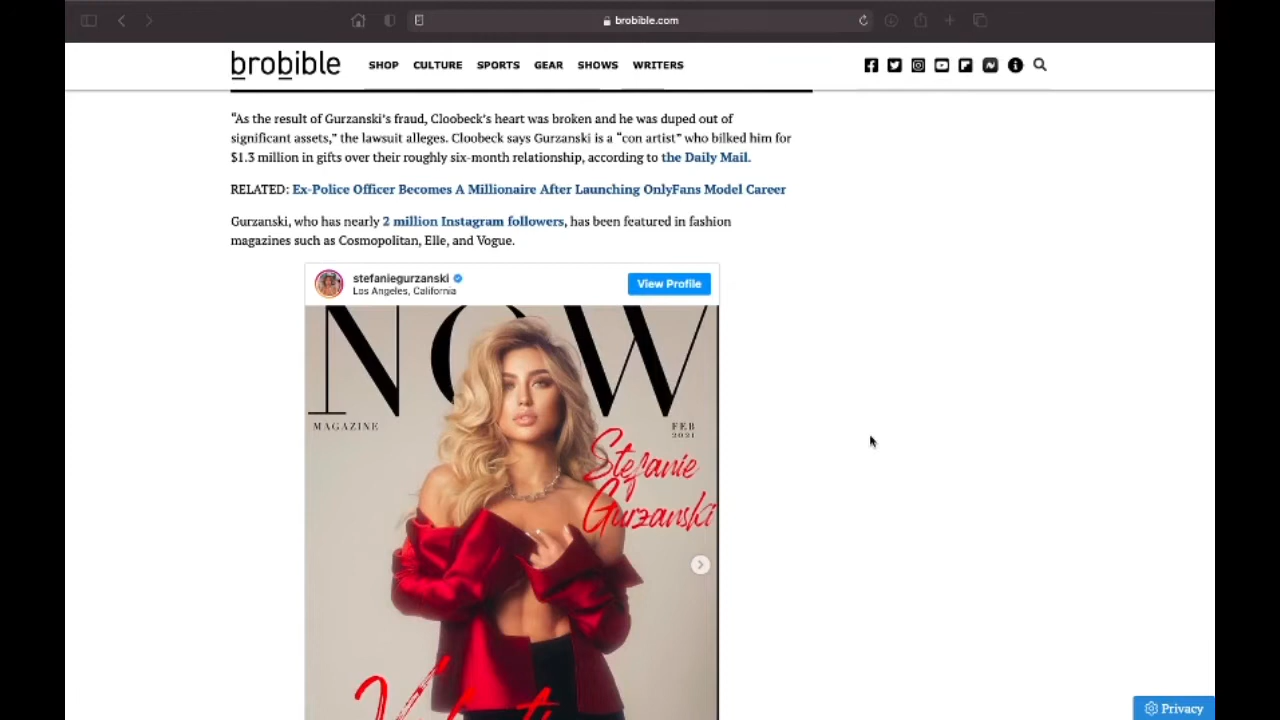 brobible.com
brobible SHOP CULTURE SPORTS GEAR SHOWS WRITERS
“As the result of Gurzanski’s fraud, Cloobeck’s heart was broken and he was duped out of
significant assets,” the lawsuit alleges. Cloobeck says Gurzanski is a “con artist” who bilked him for
$1.3 million in gifts over their roughly six-month relationship, according to the Daily Mail.
RELATED: Ex-Police Officer Becomes A Millionaire After Launching OnlyFans Model Career
Gurzanski, who has nearly 2 million Instagram followers, has been featured in fashion
magazines such as Cosmopolitan, Elle, and Vogue.
stefaniegurzanski
Los Angeles, California
View Profile
NOW
MAGAZINE
FEB
2021
Stefanie
Gurzanski
Privacy